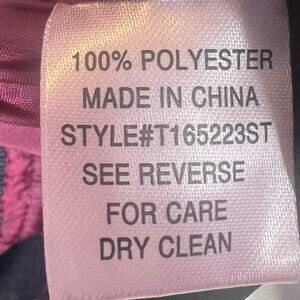 100% POLYESTER
MADE IN CHINA
STYLE#T165223ST
SEE REVERSE
FOR CARE
DRY CLEAN